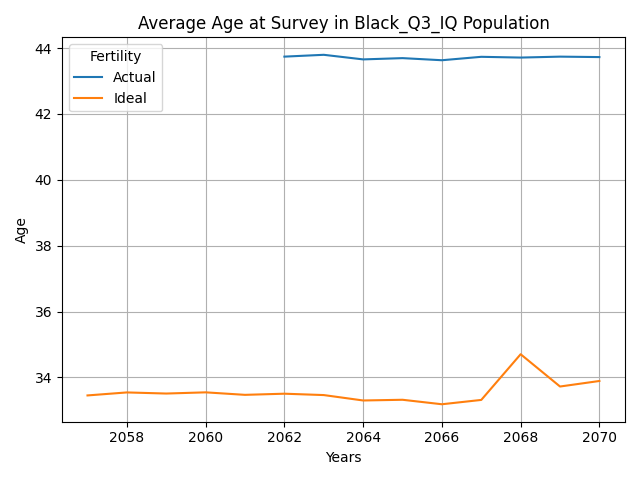 Average Age at Survey in Black_Q3_IQ Population
Fertility
Actual
Ideal
44
42
40
38
36
34
Age
2058 2060 2062 2064 2066 2068 2070
Years